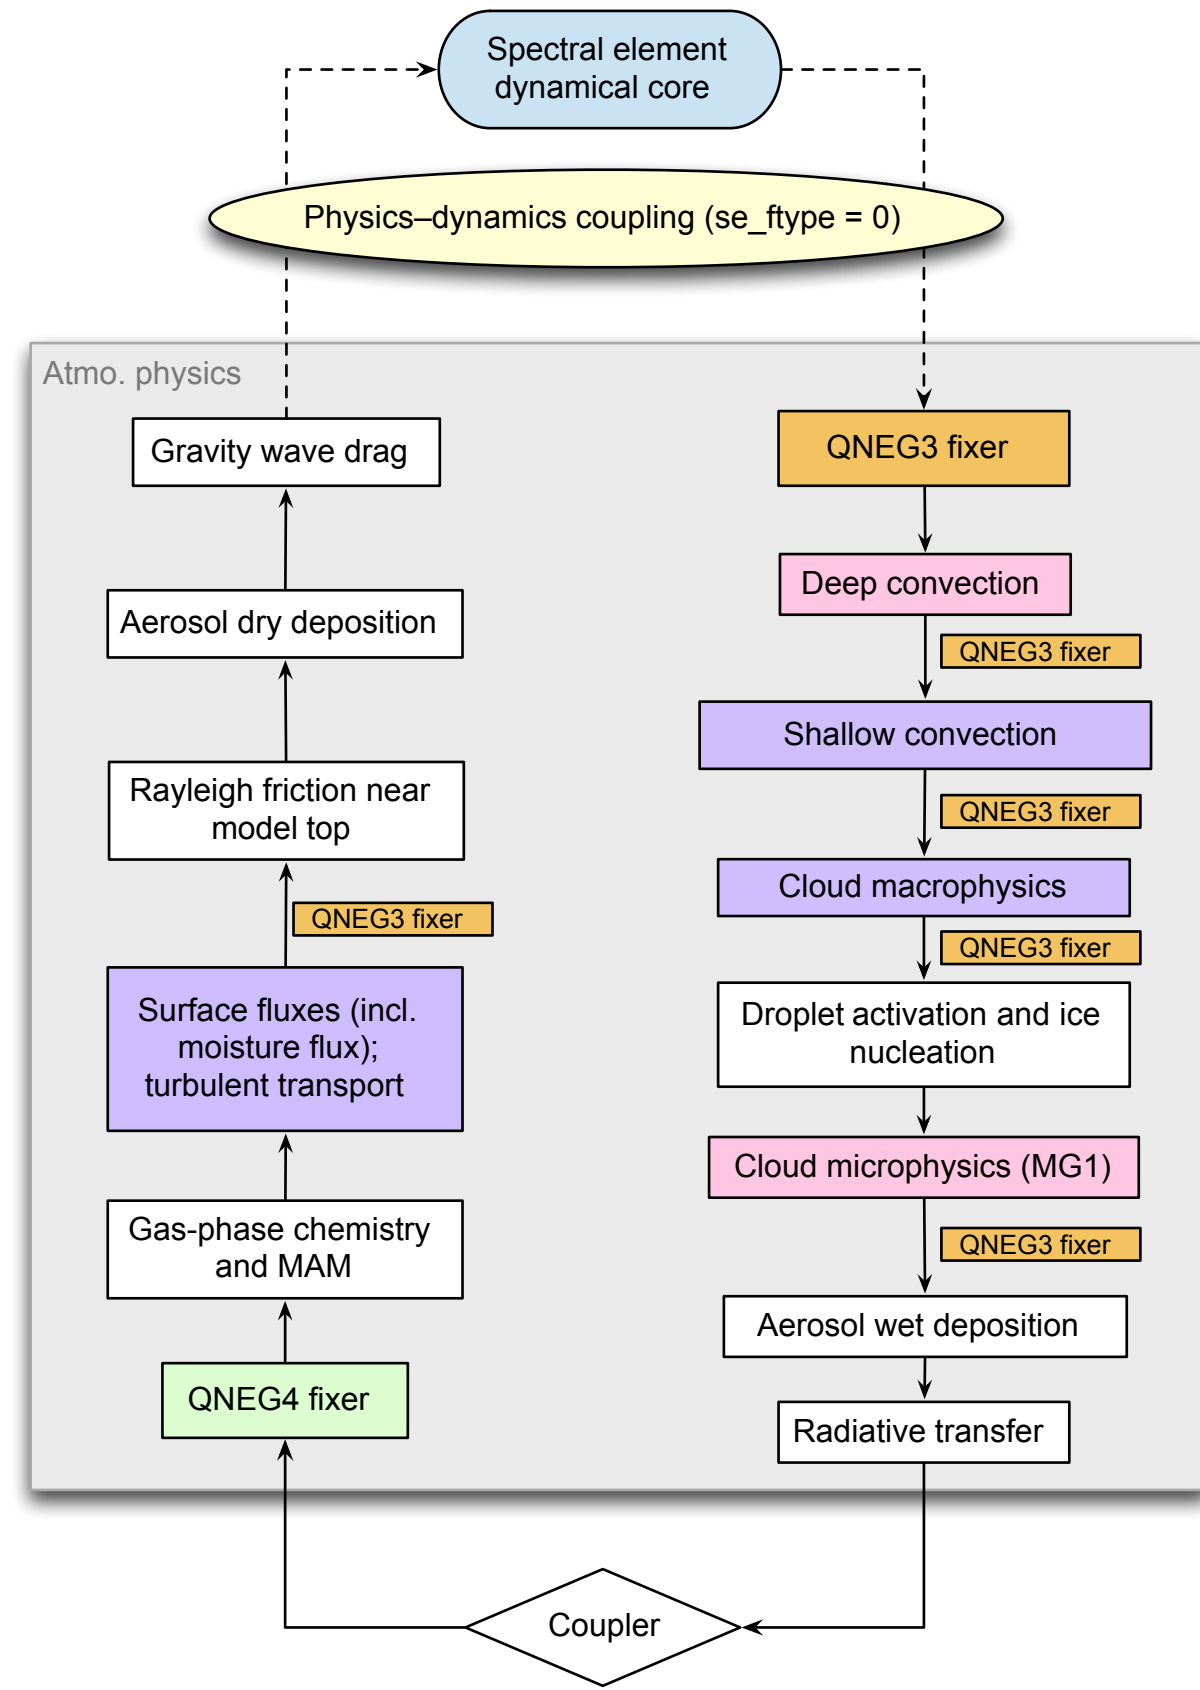 Spectral element
dynamical core
Physics–dynamics coupling (se_ftype = 0)
Atmo. physics
Gravity wave drag
Aerosol dry deposition
Rayleigh friction near
model top
QNEG3 fixer
Surface fluxes (incl.
moisture flux);
turbulent transport
Gas-phase chemistry
and MAM
QNEG4 fixer
QNEG3 fixer
Deep convection
QNEG3 fixer
Shallow convection
QNEG3 fixer
Cloud macrophysics
QNEG3 fixer
Droplet activation and ice
nucleation
Cloud microphysics (MG1)
QNEG3 fixer
Aerosol wet deposition
Radiative transfer
Coupler